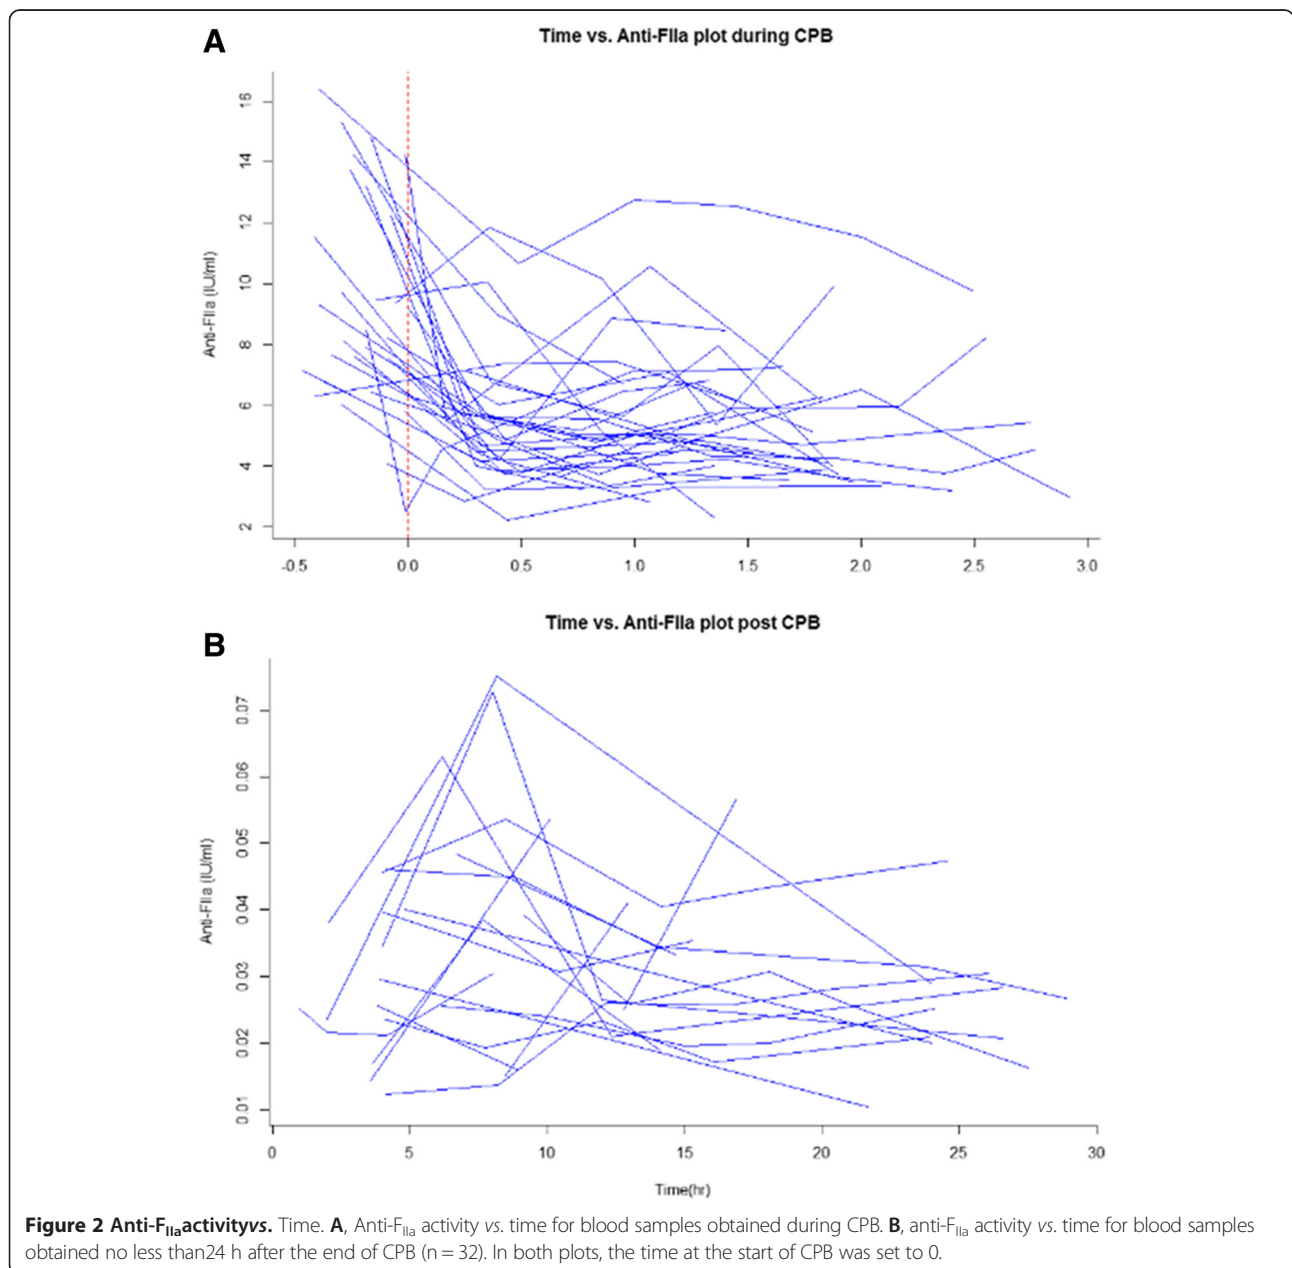 A
Time vs. Anti-FIIa plot during CPB
Anti-FIIa (IU/ml)
16
14
12
10
8
6
4
2
-0.5 0.0 0.5 1.0 1.5 2.0 2.5 3.0
B
Time vs. Anti-FIIa plot post CPB
Anti-FIIa (IU/ml)
0.07
0.06
0.05
0.04
0.03
0.02
0.01
0 5 10 15 20 25 30
Time(hr)
Figure 2 Anti-FIIaactivityvs. Time. A, Anti-FIIa activity vs. time for blood samples obtained during CPB. B, anti-FIIa activity vs. time for blood samples
obtained no less than24 h after the end of CPB (n = 32). In both plots, the time at the start of CPB was set to 0.